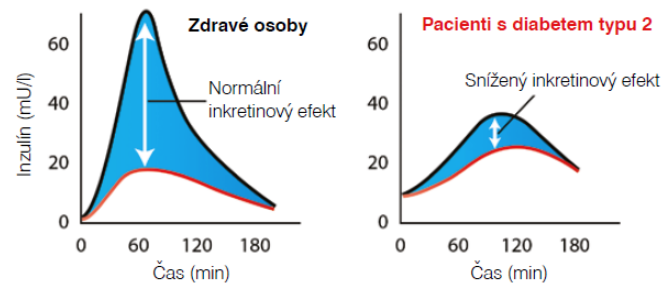 Zdravé osoby
Inzulín (mU/l)
60
40
20
0
Normální
inkretinový efekt
0 60 120 180
Čas (min)
Pacienti s diabetem typu 2
60
40
20
0
Snížený inkretinový efekt
0 60 120 180
Čas (min)